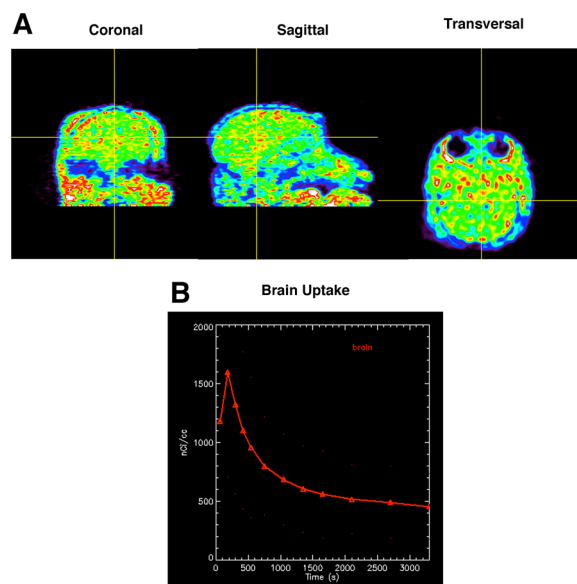 A
Coronal
Sagittal
Transversal
B
Brain Uptake
2000
1500
1000
500
0
nCi/cc
brain
0 500 1000 1500 2000 2500 3000
Time (s)